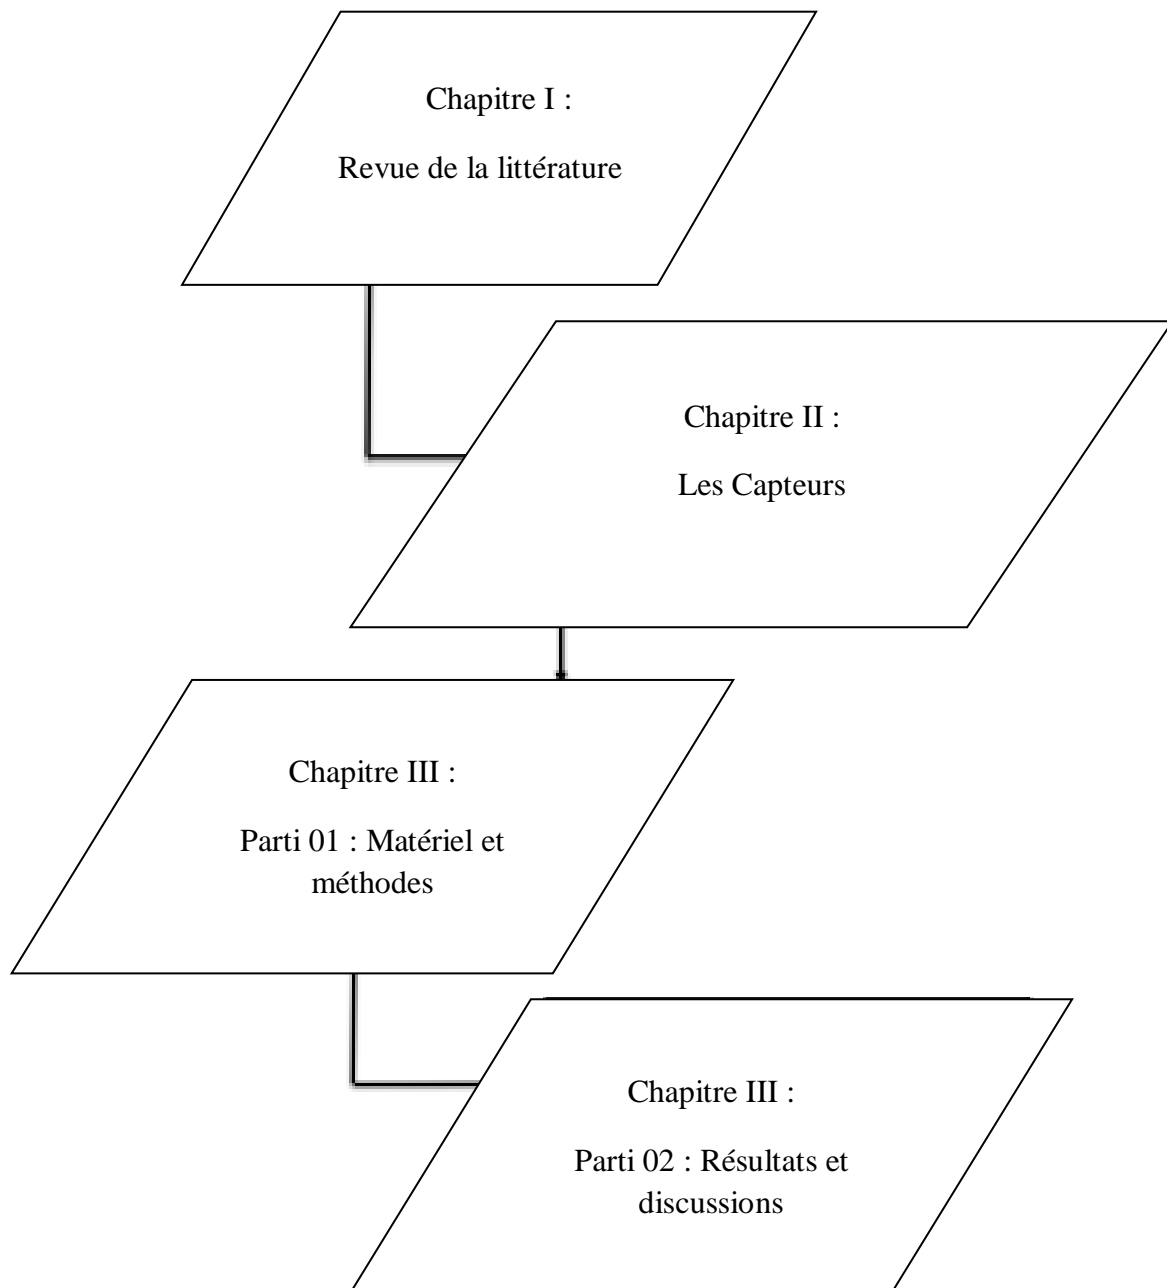 Chapitre I :
Revue de la littérature
Chapitre II :
Les Capteurs
Chapitre III :
Parti 01 : Matériel et
méthodes
Chapitre III :
Parti 02 : Résultats et
discussions